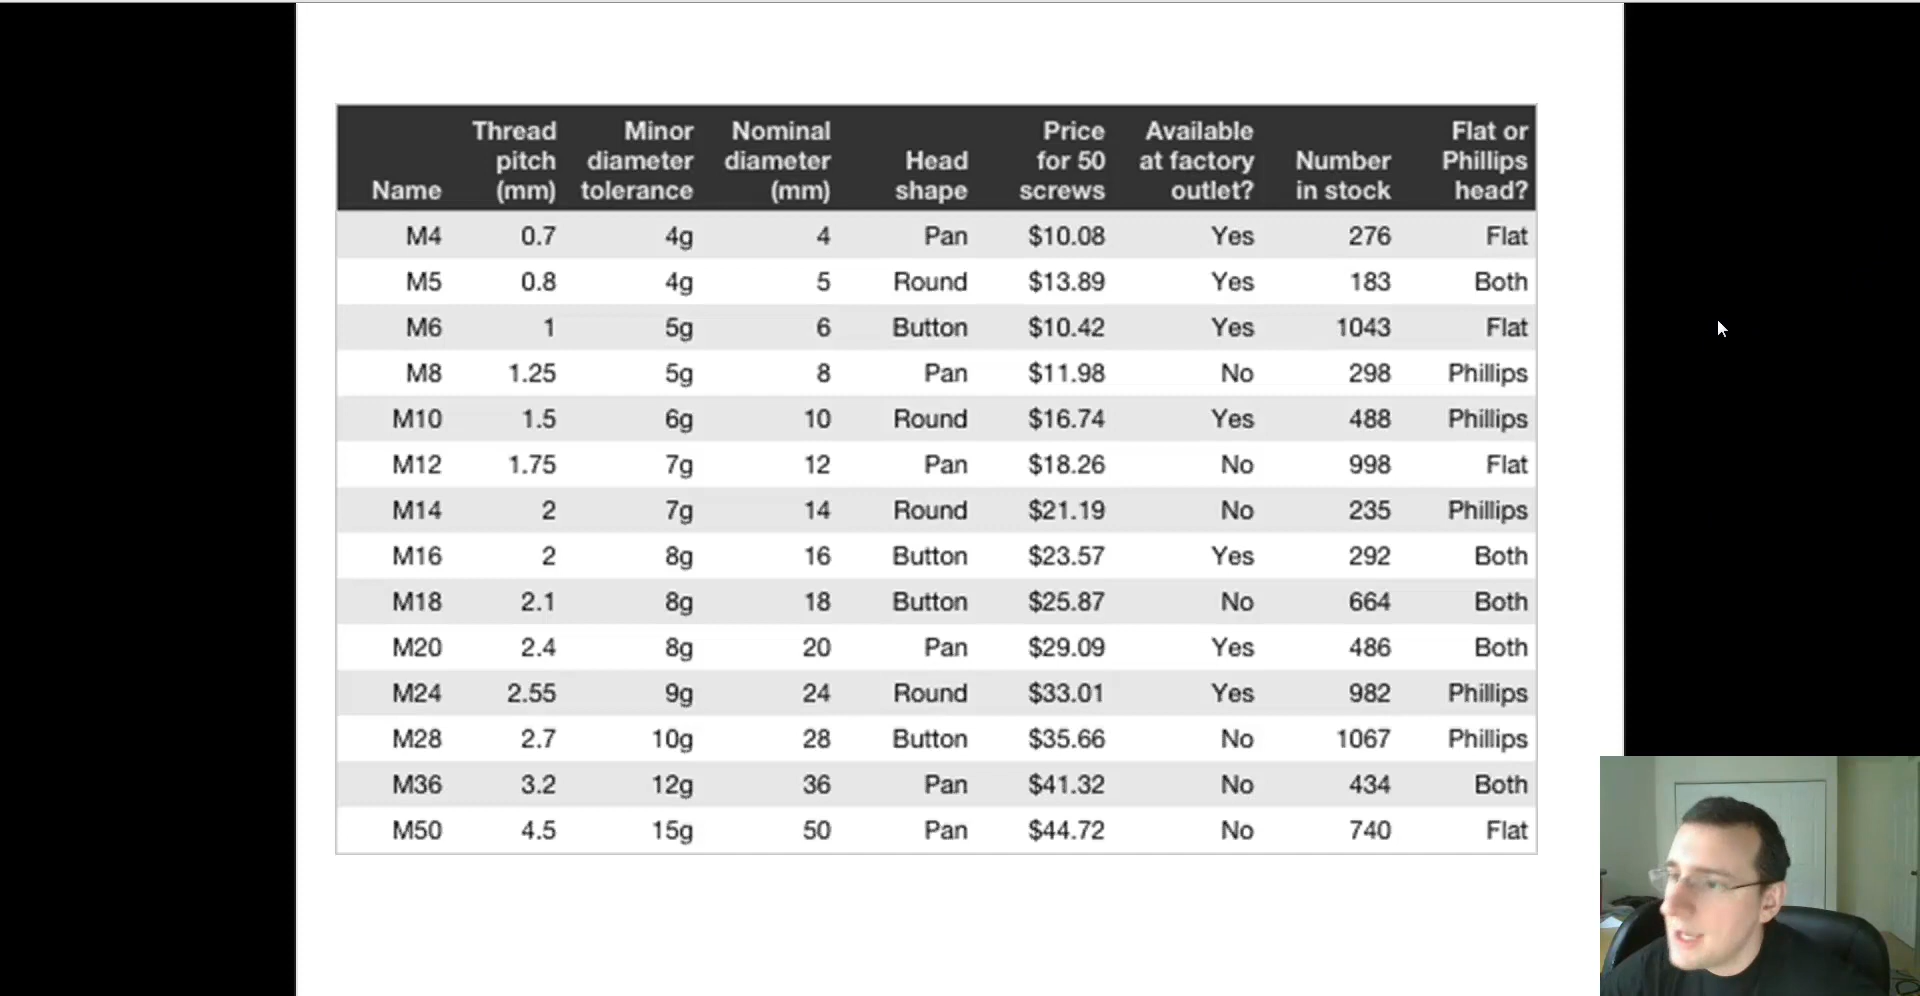 Name Thread pitch (mm) Minor diameter tolerance Nominal diameter (mm) Head shape Price for 50 screws Available at factory outlet? Number in stock Flat or Phillips head?
M4 0.7 4g 4 Pan $10.08 Yes 276 Flat
M5 0.8 4g 5 Round $13.89 Yes 183 Both
M6 1 5g 6 Button $10.42 Yes 1043 Flat
M8 1.25 5g 8 Pan $11.98 No 298 Phillips
M10 1.5 6g 10 Round $16.74 Yes 488 Phillips
M12 1.75 7g 12 Pan $18.26 No 998 Flat
M14 2 7g 14 Round $21.19 No 235 Phillips
M16 2 8g 16 Button $23.57 Yes 292 Both
M18 2.1 8g 18 Button $25.87 No 664 Both
M20 2.4 8g 20 Pan $29.09 Yes 486 Both
M24 2.55 9g 24 Round $33.01 Yes 982 Phillips
M28 2.7 10g 28 Button $35.66 No 1067 Phillips
M36 3.2 12g 36 Pan $41.32 No 434 Both
M50 4.5 15g 50 Pan $44.72 No 740 Flat